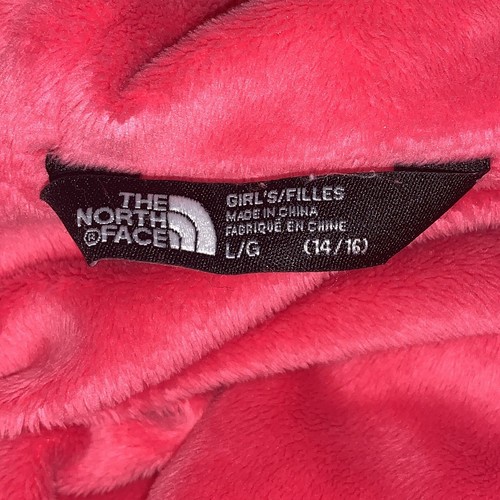 THE
NORTH
® FACE
GIRL'S/FILLES
MADE IN CHINA
FABRIQUÉ EN CHINE
L/G (14/16)